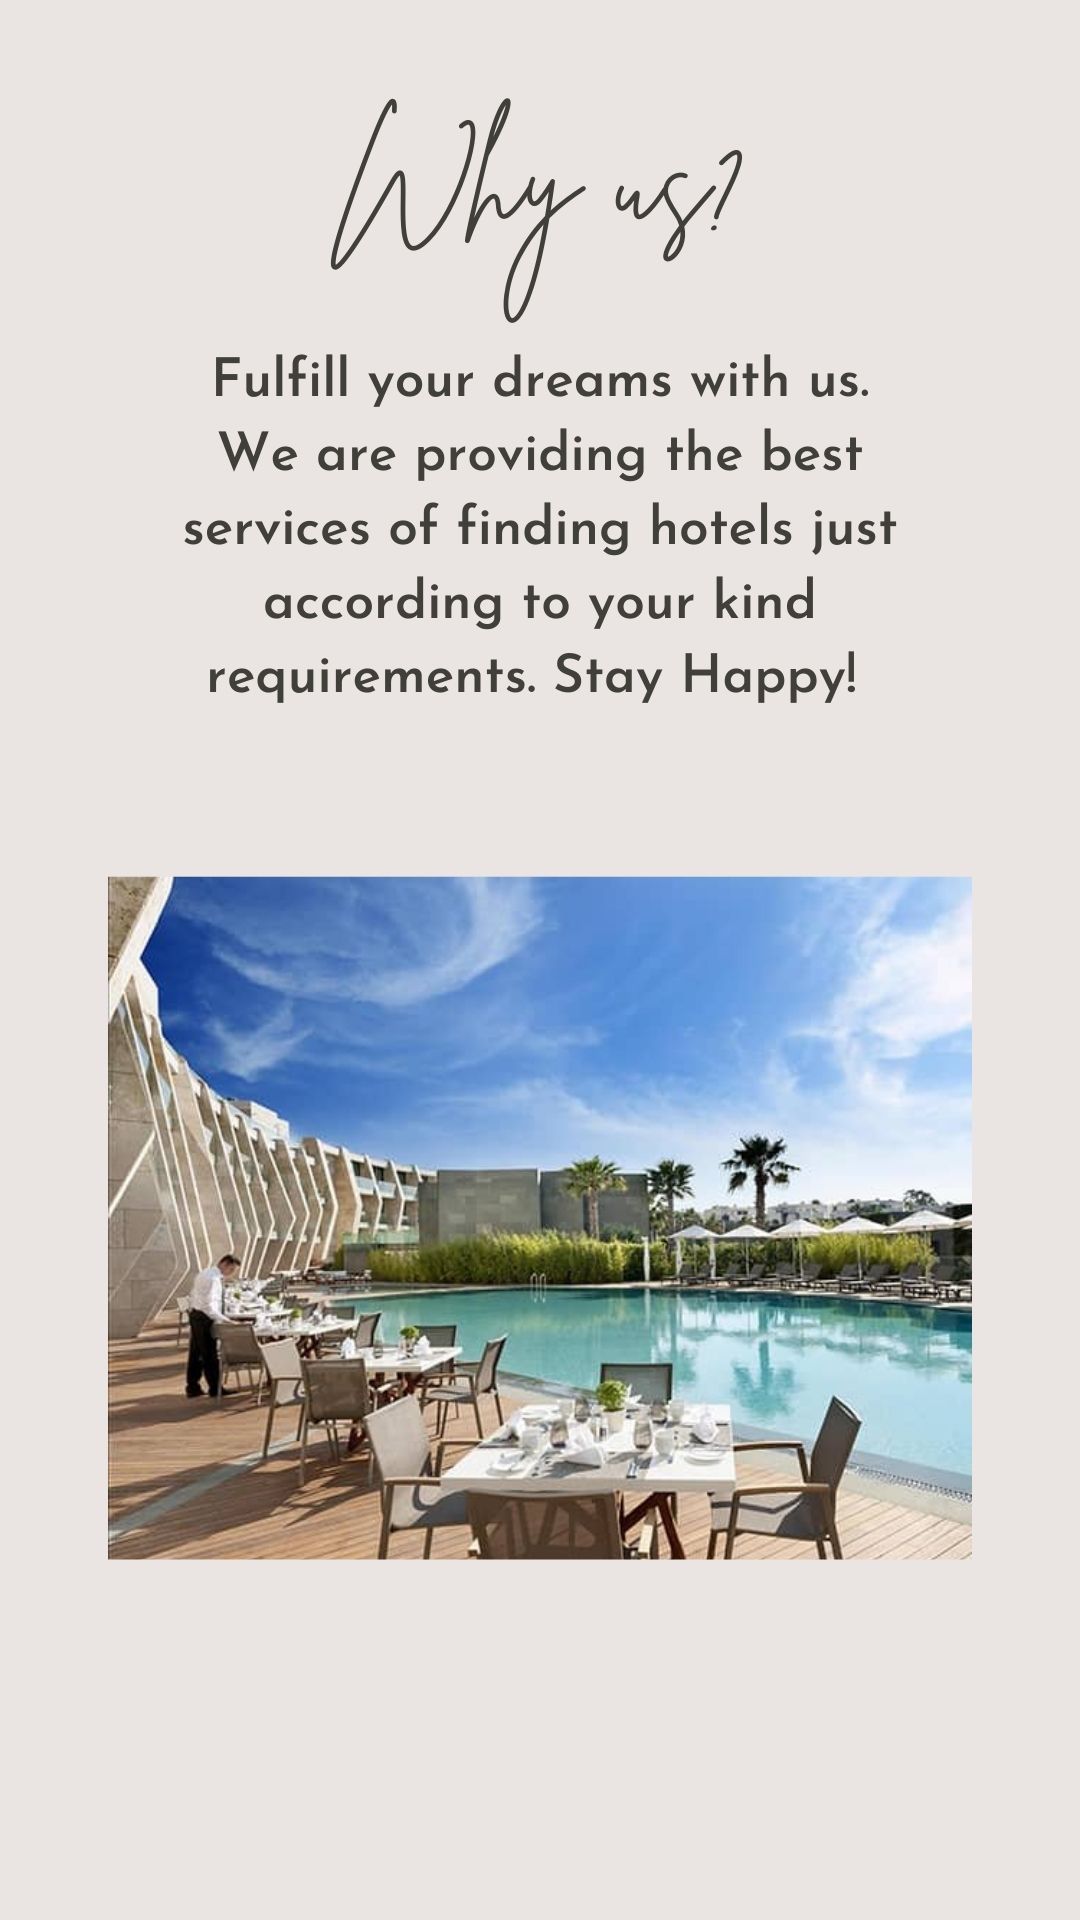 Why us?
Fulfill your dreams with us.
We are providing the best
services of finding hotels just
according to your kind
requirements. Stay Happy!